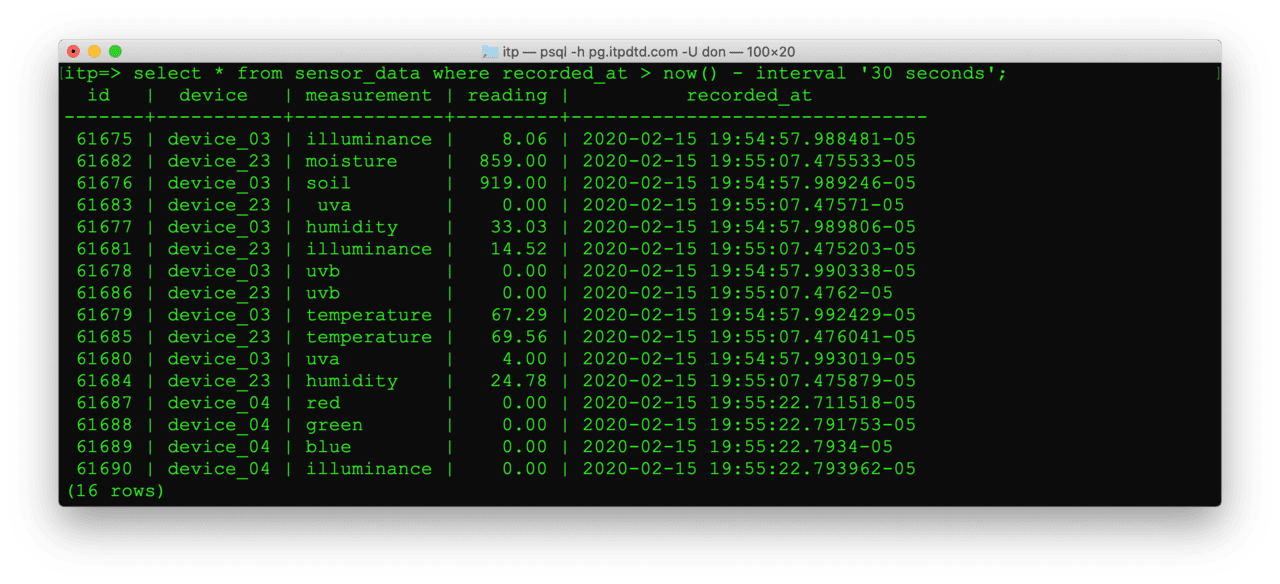 itp — psql -h pg.itpdtd.com -U don — 100×20
itp=> select * from sensor_data where recorded_at > now() - interval '30 seconds';
  id   |  device   | measurement | reading |          recorded_at
-------+-----------+-------------+---------+-------------------------------
 61675 | device_03 | illuminance |    8.06 | 2020-02-15 19:54:57.988481-05
 61682 | device_23 | moisture    |  859.00 | 2020-02-15 19:55:07.475533-05
 61676 | device_03 | soil        |  919.00 | 2020-02-15 19:54:57.989246-05
 61683 | device_23 |  uva        |    0.00 | 2020-02-15 19:55:07.47571-05
 61677 | device_03 | humidity    |   33.03 | 2020-02-15 19:54:57.989806-05
 61681 | device_23 | illuminance |   14.52 | 2020-02-15 19:55:07.475203-05
 61678 | device_03 | uvb         |    0.00 | 2020-02-15 19:54:57.990338-05
 61686 | device_23 | uvb         |    0.00 | 2020-02-15 19:55:07.4762-05
 61679 | device_03 | temperature |   67.29 | 2020-02-15 19:54:57.992429-05
 61685 | device_23 | temperature |   69.56 | 2020-02-15 19:55:07.476041-05
 61680 | device_03 | uva         |    4.00 | 2020-02-15 19:54:57.993019-05
 61684 | device_23 | humidity    |   24.78 | 2020-02-15 19:55:07.475879-05
 61687 | device_04 | red         |    0.00 | 2020-02-15 19:55:22.711518-05
 61688 | device_04 | green       |    0.00 | 2020-02-15 19:55:22.791753-05
 61689 | device_04 | blue        |    0.00 | 2020-02-15 19:55:22.7934-05
 61690 | device_04 | illuminance |    0.00 | 2020-02-15 19:55:22.793962-05
(16 rows)